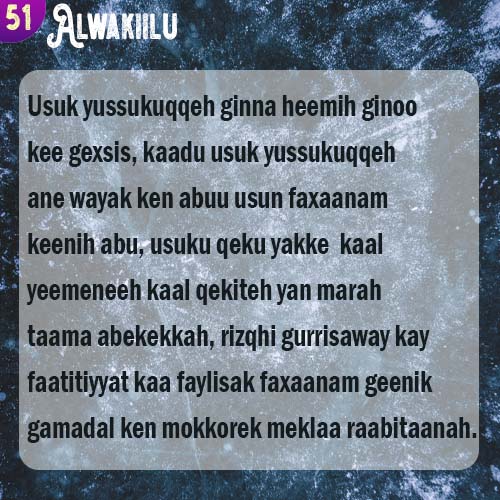 51
Alwakiilu
Usuk yussukuqqeh ginna heemih ginoo
kee gexsis, kaadu usuk yussukuqqeh
ane wayak ken abuu usun faxaanam
keenih abu, usuku qeku yakke kaal
yeemeneeh kaal qekiteh yan marah
taama abekekkah, rizqhi gurrisaway kay
faatitiyyat kaa faylisak faxaanam geenik
gamadal ken mokkorek meklaa raabitaanah.